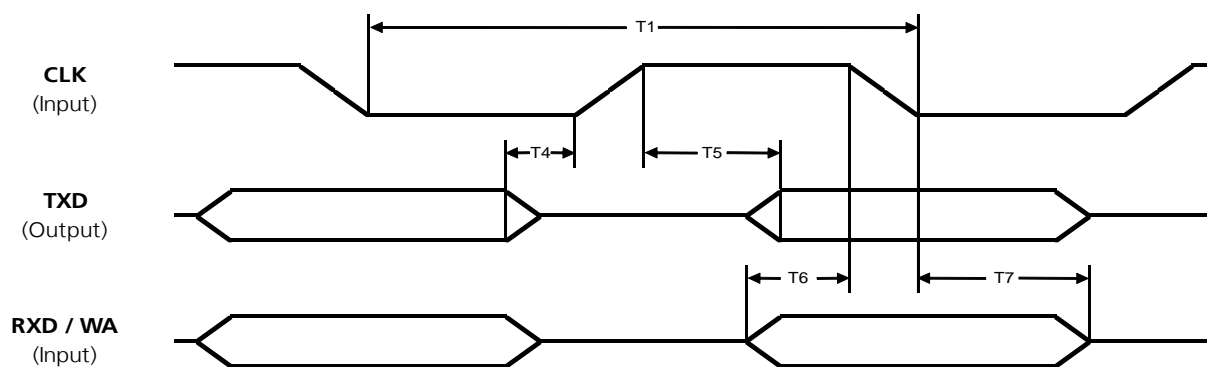 T1
CLK
(Input)
T4
T5
TXD
(Output)
T6
T7
RXD / WA
(Input)